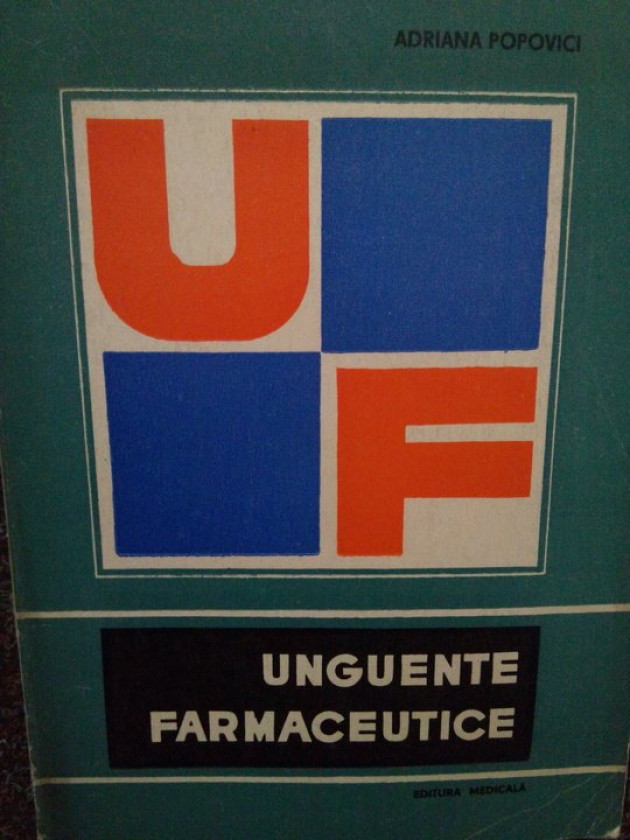 ADRIANA POPOVICI
U
F
UNGUENTE
FARMACEUTICE
EDITURA MEDICALĂ